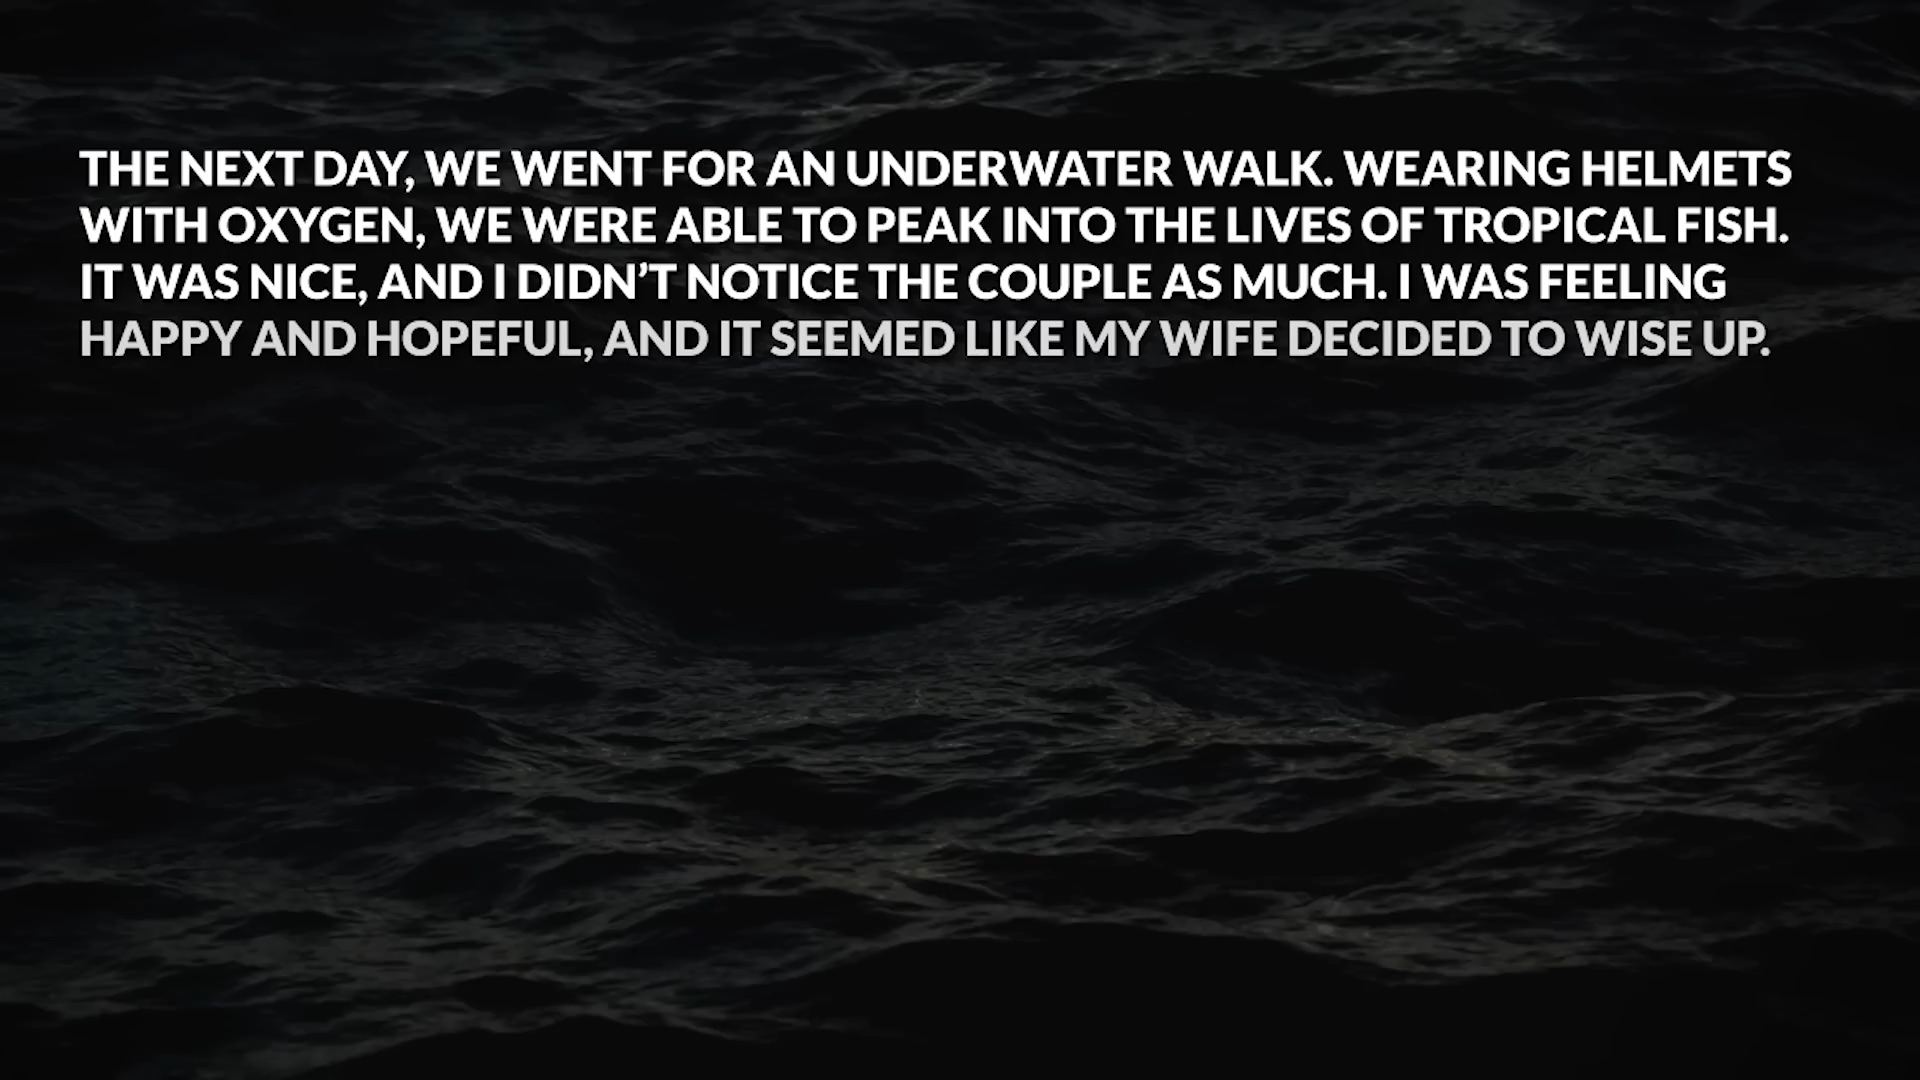 THE NEXT DAY, WE WENT FOR AN UNDERWATER WALK. WEARING HELMETS
WITH OXYGEN, WE WERE ABLE TO PEAK INTO THE LIVES OF TROPICAL FISH.
IT WAS NICE, AND I DIDN’T NOTICE THE COUPLE AS MUCH. I WAS FEELING
HAPPY AND HOPEFUL, AND IT SEEMED LIKE MY WIFE DECIDED TO WISE UP.